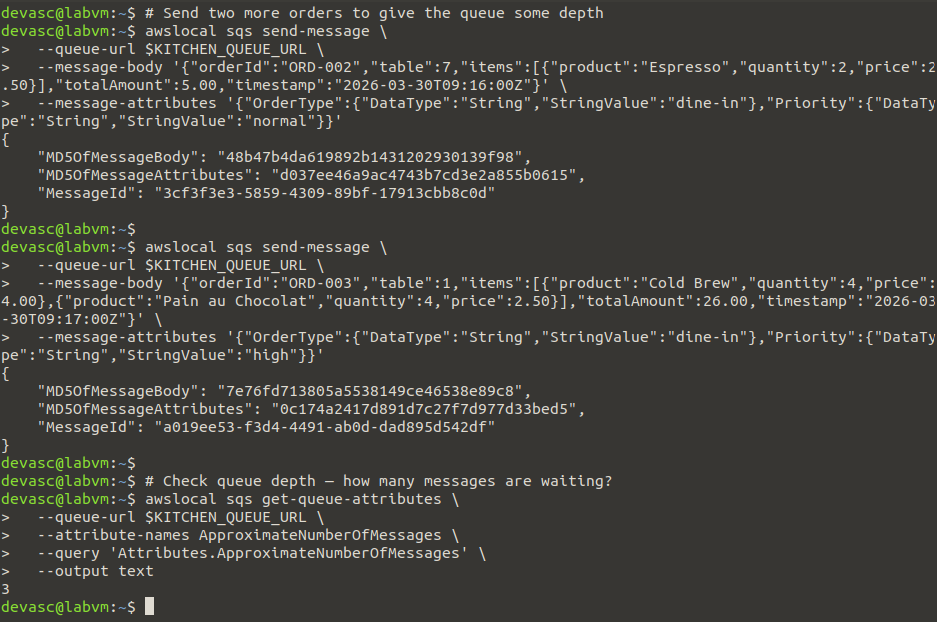 devasc@labvm:~$ # Send two more orders to give the queue some depth
devasc@labvm:~$ awslocal sqs send-message \
>   --queue-url $KITCHEN_QUEUE_URL \
>   --message-body '{"orderId":"ORD-002","table":7,"items":[{"product":"Espresso","quantity":2,"price":2
.50}],"totalAmount":5.00,"timestamp":"2026-03-30T09:16:00Z"}' \
>   --message-attributes '{"OrderType":{"DataType":"String","StringValue":"dine-in"},"Priority":{"DataTy
pe":"String","StringValue":"normal"}}'
{
    "MD5OfMessageBody": "48b47b4da619892b1431202930139f98",
    "MD5OfMessageAttributes": "d037ee46a9ac4743b7cd3e2a855b0615",
    "MessageId": "3cf3f3e3-5859-4309-89bf-17913cbb8c0d"
}
devasc@labvm:~$
devasc@labvm:~$ awslocal sqs send-message \
>   --queue-url $KITCHEN_QUEUE_URL \
>   --message-body '{"orderId":"ORD-003","table":1,"items":[{"product":"Cold Brew","quantity":4,"price":
4.00},{"product":"Pain au Chocolat","quantity":4,"price":2.50}],"totalAmount":26.00,"timestamp":"2026-03
-30T09:17:00Z"}' \
>   --message-attributes '{"OrderType":{"DataType":"String","StringValue":"dine-in"},"Priority":{"DataTy
pe":"String","StringValue":"high"}}'
{
    "MD5OfMessageBody": "7e76fd713805a5538149ce46538e89c8",
    "MD5OfMessageAttributes": "0c174a2417d891d7c27f7d977d33bed5",
    "MessageId": "a019ee53-f3d4-4491-ab0d-dad895d542df"
}
devasc@labvm:~$
devasc@labvm:~$ # Check queue depth — how many messages are waiting?
devasc@labvm:~$ awslocal sqs get-queue-attributes \
>   --queue-url $KITCHEN_QUEUE_URL \
>   --attribute-names ApproximateNumberOfMessages \
>   --query 'Attributes.ApproximateNumberOfMessages' \
>   --output text
3
devasc@labvm:~$